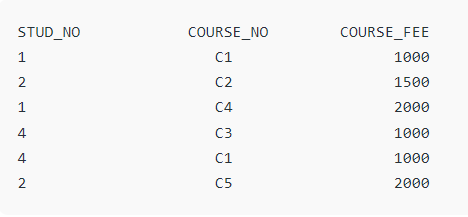 STUD_NO COURSE_NO COURSE_FEE
1 C1 1000
2 C2 1500
1 C4 2000
4 C3 1000
4 C1 1000
2 C5 2000